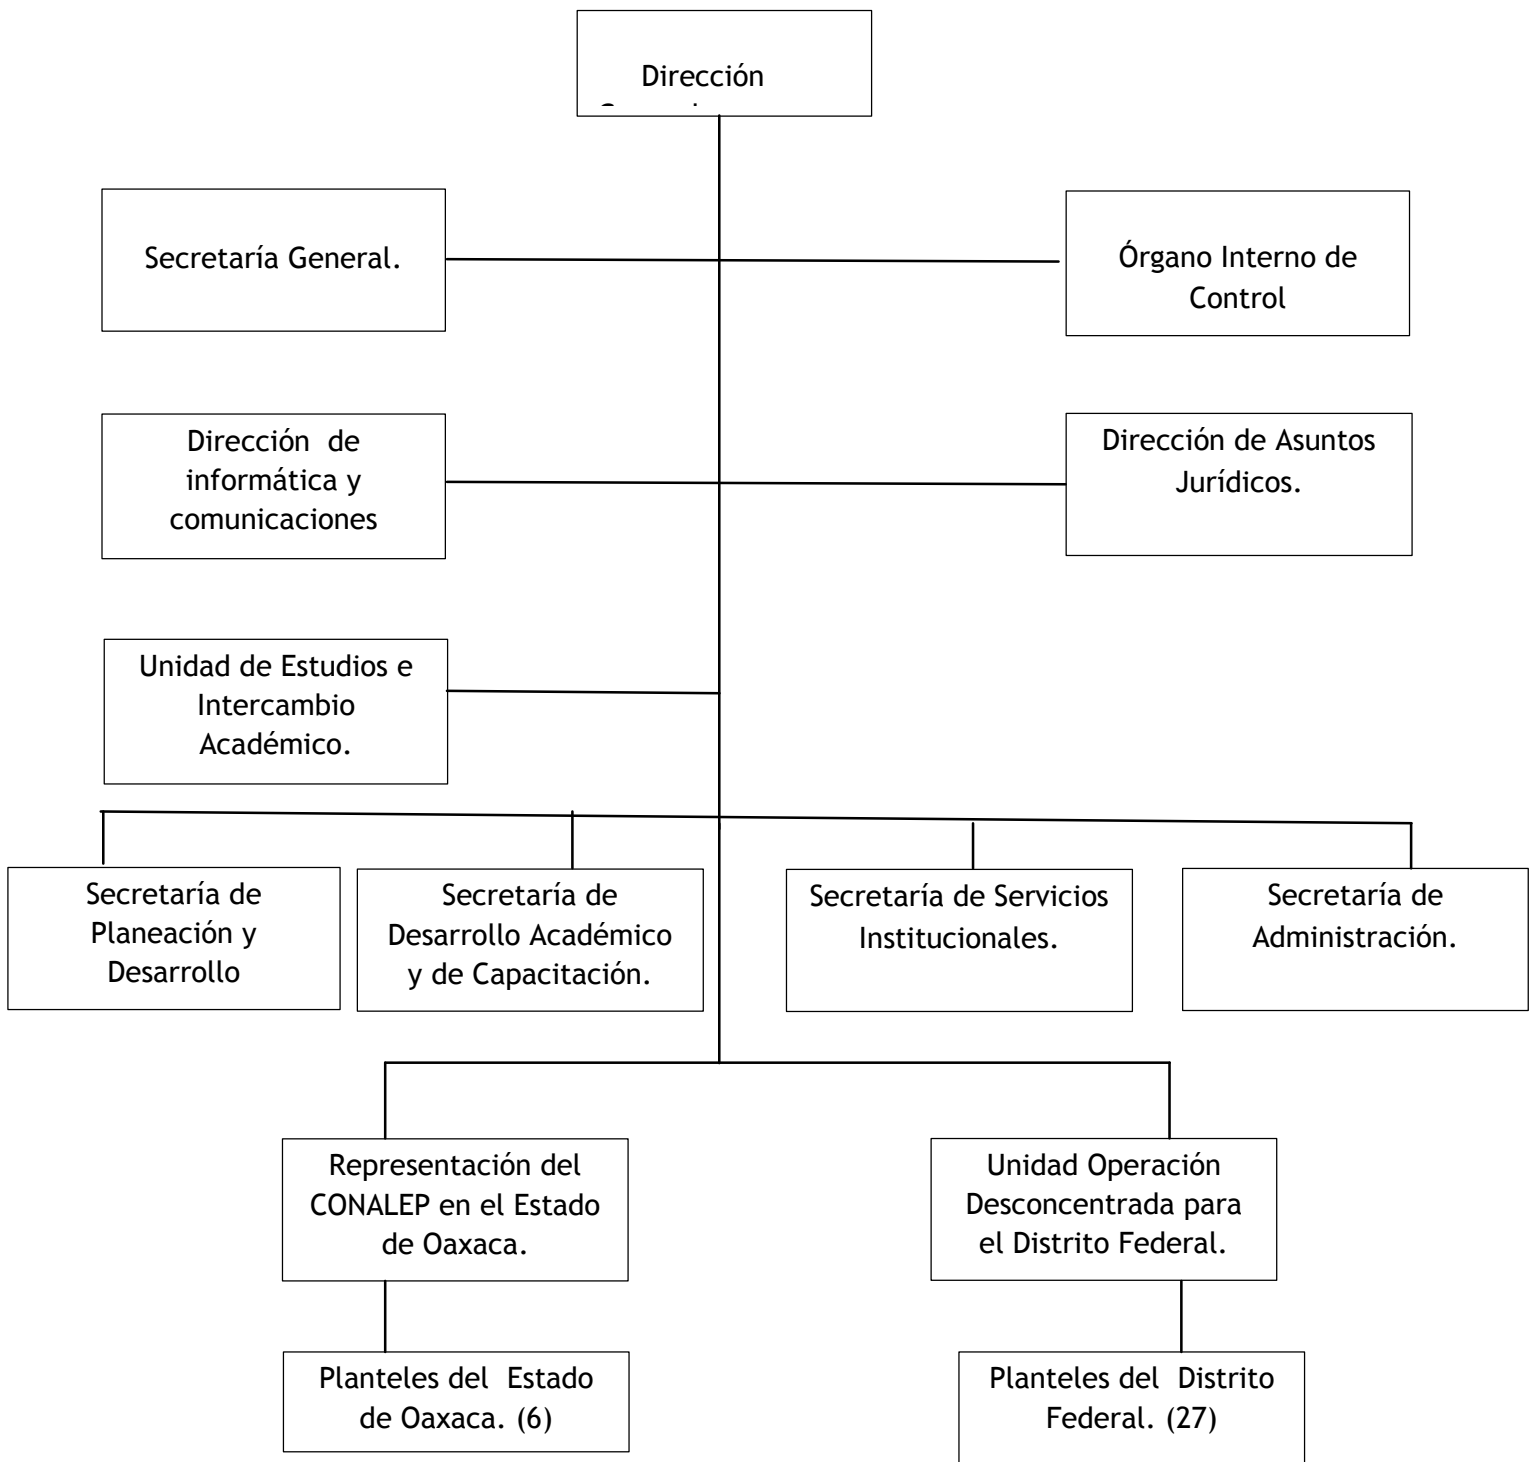 Dirección
Secretaría General.
Órgano Interno de
Control
Dirección de
informática y
comunicaciones
Dirección de Asuntos
Jurídicos.
Unidad de Estudios e
Intercambio
Académico.
Secretaría de
Planeación y
Desarrollo
Secretaría de
Desarrollo Académico
y de Capacitación.
Secretaría de Servicios
Institucionales.
Secretaría de
Administración.
Representación del
CONALEP en el Estado
de Oaxaca.
Unidad Operación
Desconcentrada para
el Distrito Federal.
Planteles del Estado
de Oaxaca. (6)
Planteles del Distrito
Federal. (27)